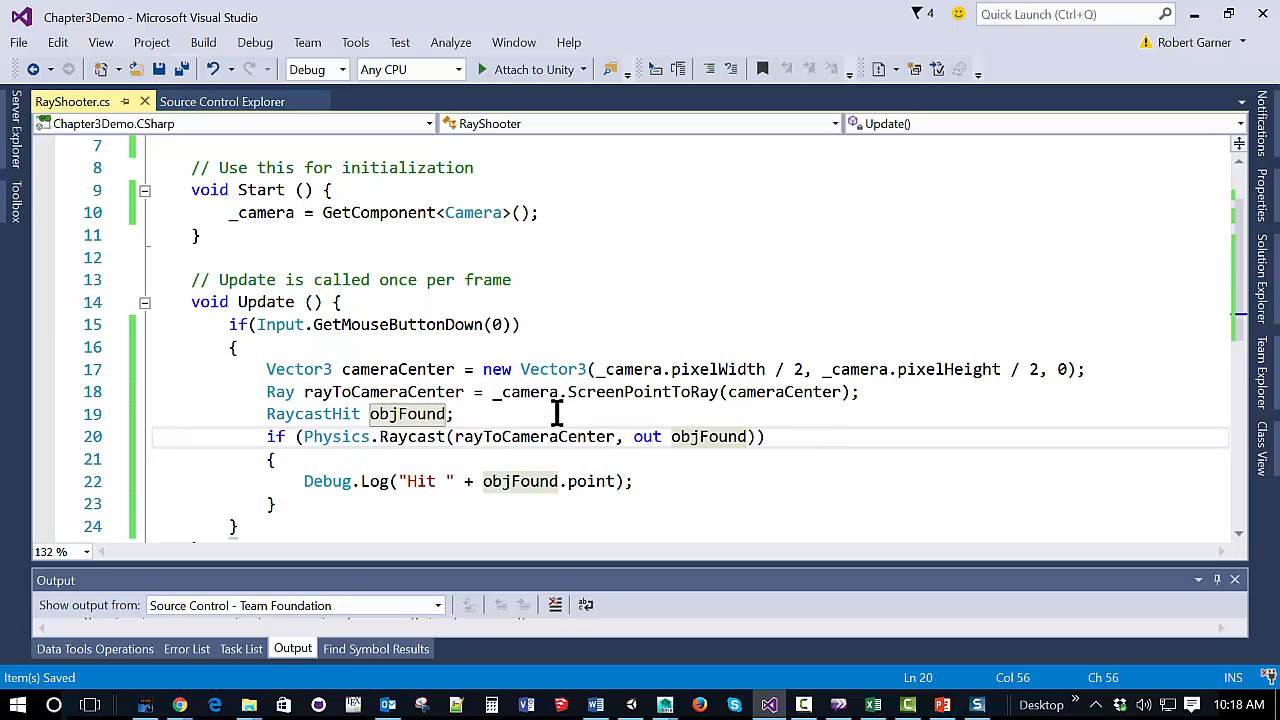 Chapter3Demo - Microsoft Visual Studio
4
Quick Launch (Ctrl+Q)
File Edit View Project Build Debug Team Tools Test Analyze Window Help
Robert Garner
Debug Any CPU Attach to Unity
RayShooter.cs Source Control Explorer
Chapter3Demo.CSharp RayShooter Update()
Server Explorer
Toolbox
Notifications
Properties
Solution Explorer
Team Explorer
Class View
7
8 // Use this for initialization
9 void Start () {
10 _camera = GetComponent<Camera>();
11 }
12
13 // Update is called once per frame
14 void Update () {
15 if(Input.GetMouseButtonDown(0))
16 {
17 Vector3 cameraCenter = new Vector3(_camera.pixelWidth / 2, _camera.pixelHeight / 2, 0);
18 Ray rayToCameraCenter = _camera.ScreenPointToRay(cameraCenter);
19 RaycastHit objFound;
20 if (Physics.Raycast(rayToCameraCenter, out objFound))
21 {
22 Debug.Log("Hit " + objFound.point);
23 }
24 }
132 %
Output
Show output from: Source Control - Team Foundation
Data Tools Operations Error List Task List Output Find Symbol Results
Item(s) Saved Ln 20 Col 56 Ch 56 INS
Desktop 10:18 AM